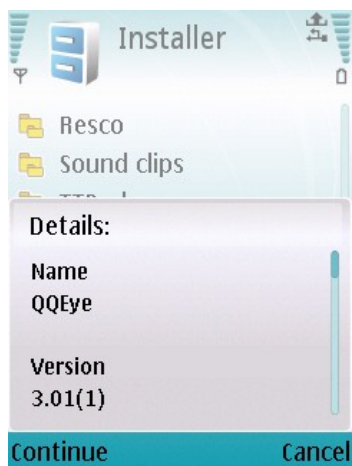 Installer
Resco
Sound clips
Details:
Name
QQEye
Version
3.01(1)
Continue
Cancel